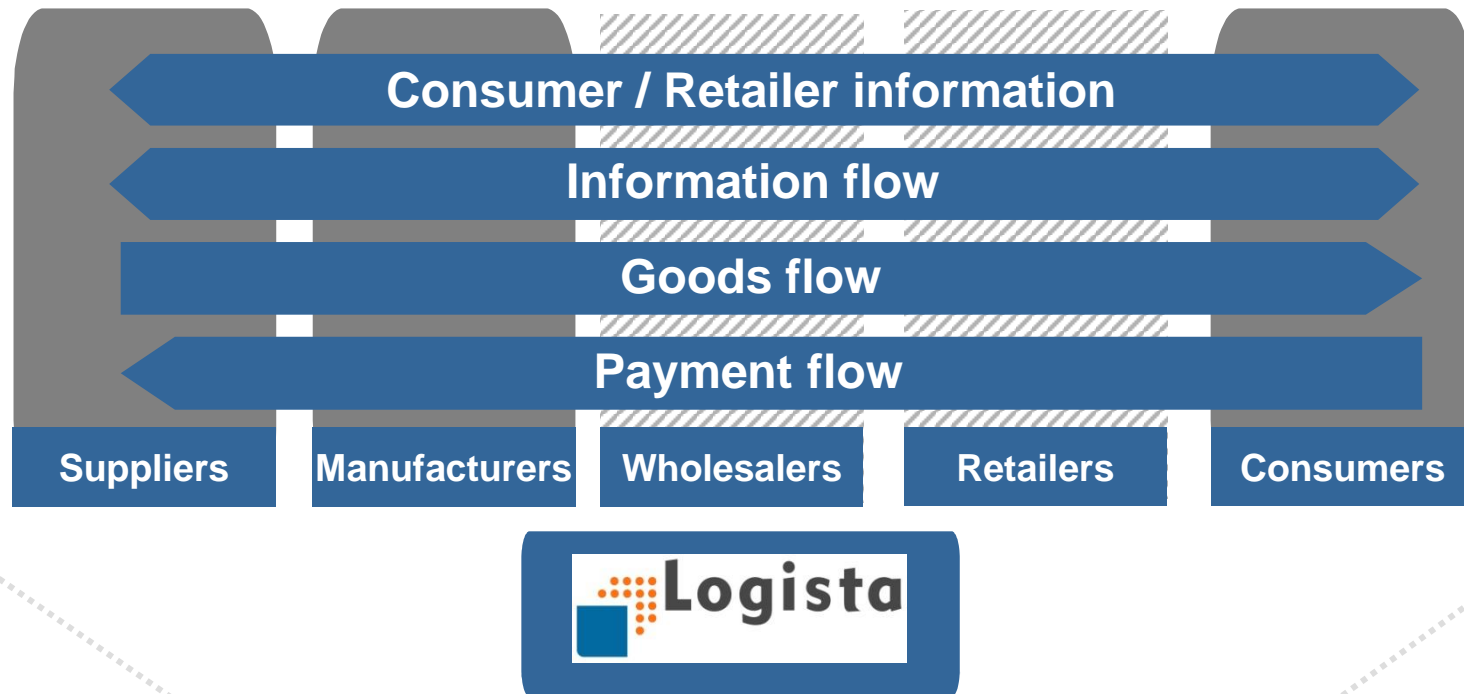 Consumer / Retailer information
Information flow
Goods flow
Payment flow
Suppliers
Manufacturers
Wholesalers
Retailers
Consumers
Logista